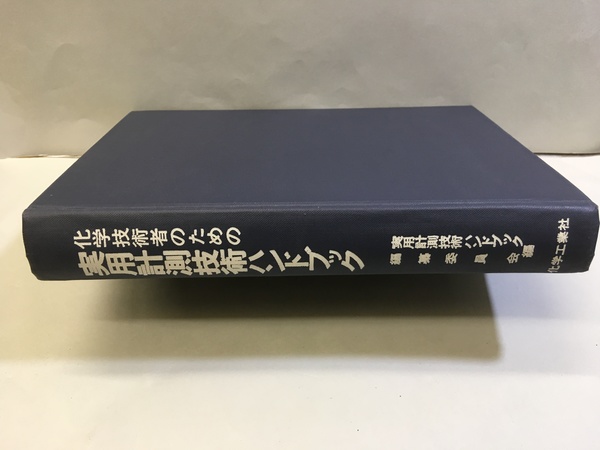 化学技術者のための
実用計測技術ハンドブック
実用計測技術ハンドブック
編纂委員会編
化学工業社